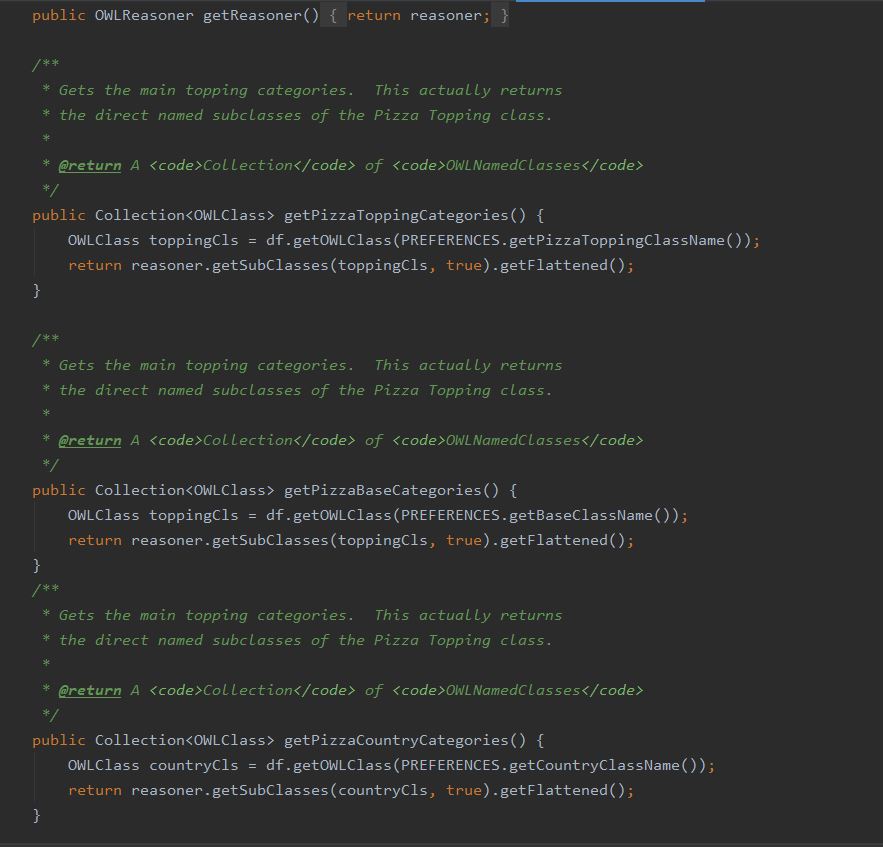 public OWLReasoner getReasoner() { return reasoner; }
/**
 * Gets the main topping categories.  This actually returns
 * the direct named subclasses of the Pizza Topping class.
 *
 * @return A <code>Collection</code> of <code>OWLNamedClasses</code>
 */
public Collection<OWLClass> getPizzaToppingCategories() {
    OWLClass toppingCls = df.getOWLClass(PREFERENCES.getPizzaToppingClassName());
    return reasoner.getSubClasses(toppingCls, true).getFlattened();
}
/**
 * Gets the main topping categories.  This actually returns
 * the direct named subclasses of the Pizza Topping class.
 *
 * @return A <code>Collection</code> of <code>OWLNamedClasses</code>
 */
public Collection<OWLClass> getPizzaBaseCategories() {
    OWLClass toppingCls = df.getOWLClass(PREFERENCES.getBaseClassName());
    return reasoner.getSubClasses(toppingCls, true).getFlattened();
}
/**
 * Gets the main topping categories.  This actually returns
 * the direct named subclasses of the Pizza Topping class.
 *
 * @return A <code>Collection</code> of <code>OWLNamedClasses</code>
 */
public Collection<OWLClass> getPizzaCountryCategories() {
    OWLClass countryCls = df.getOWLClass(PREFERENCES.getCountryClassName());
    return reasoner.getSubClasses(countryCls, true).getFlattened();
}